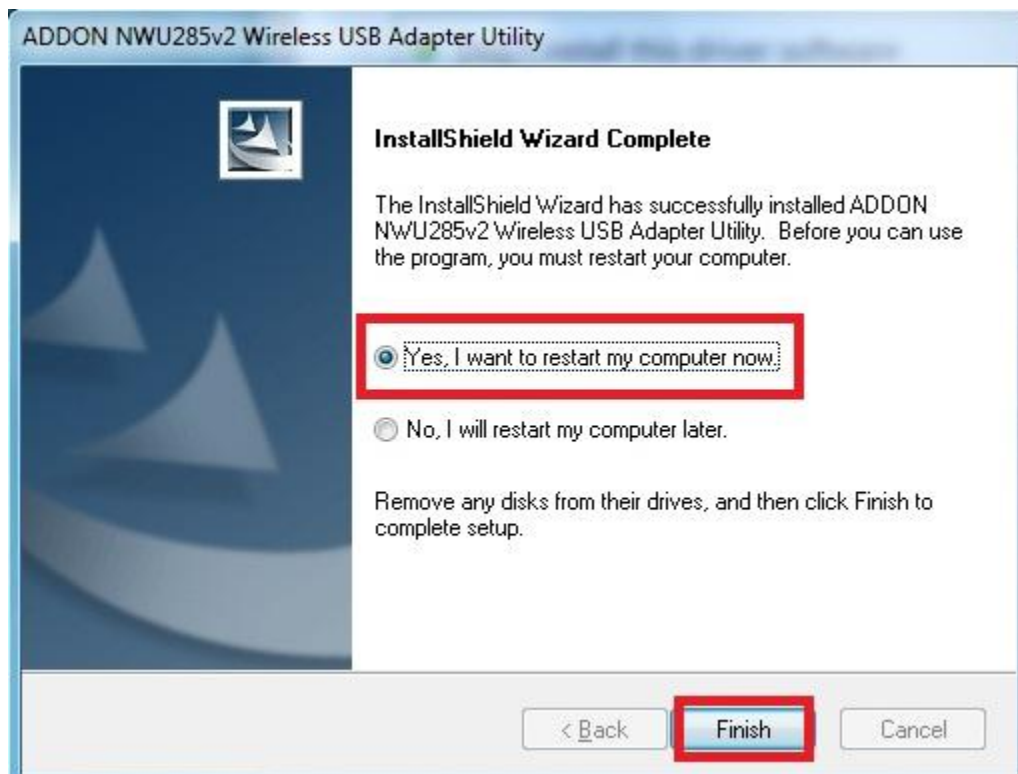 ADDON NWU285v2 Wireless USB Adapter Utility
InstallShield Wizard Complete
The InstallShield Wizard has successfully installed ADDON
NWU285v2 Wireless USB Adapter Utility.  Before you can use
the program, you must restart your computer.
Yes, I want to restart my computer now.
No, I will restart my computer later.
Remove any disks from their drives, and then click Finish to
complete setup.
< Back Finish Cancel